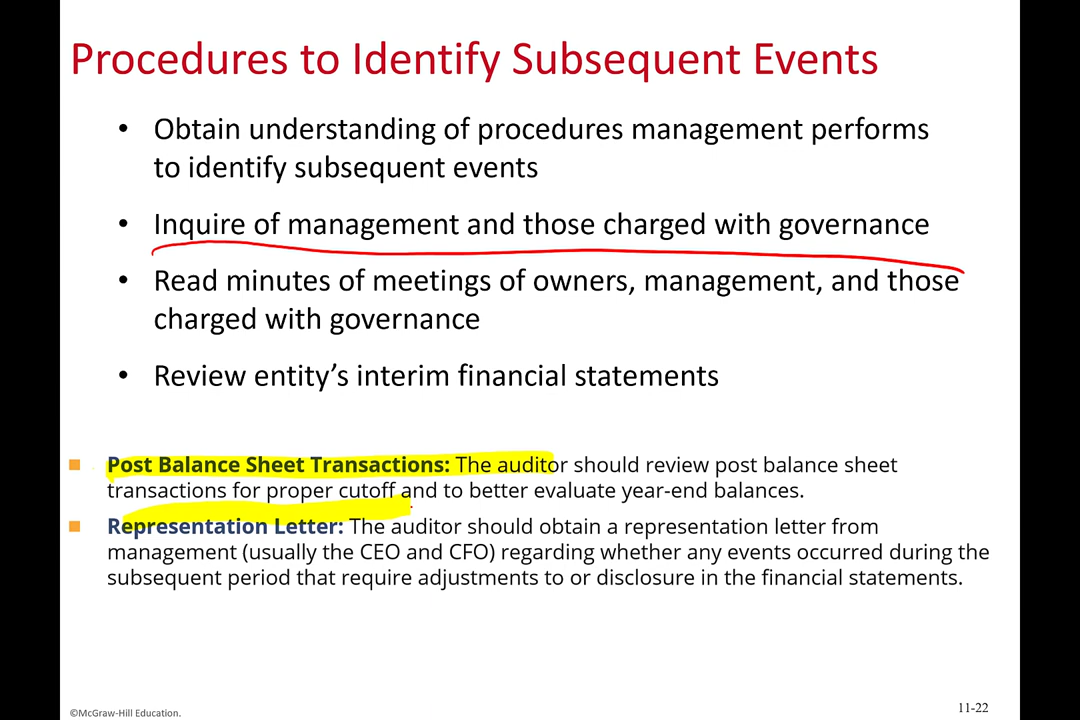 Procedures to Identify Subsequent Events
• Obtain understanding of procedures management performs
to identify subsequent events
• Inquire of management and those charged with governance
• Read minutes of meetings of owners, management, and those
charged with governance
• Review entity’s interim financial statements
Post Balance Sheet Transactions: The auditor should review post balance sheet
transactions for proper cutoff and to better evaluate year-end balances.
Representation Letter: The auditor should obtain a representation letter from
management (usually the CEO and CFO) regarding whether any events occurred during the
subsequent period that require adjustments to or disclosure in the financial statements.
©McGraw-Hill Education.
11-22